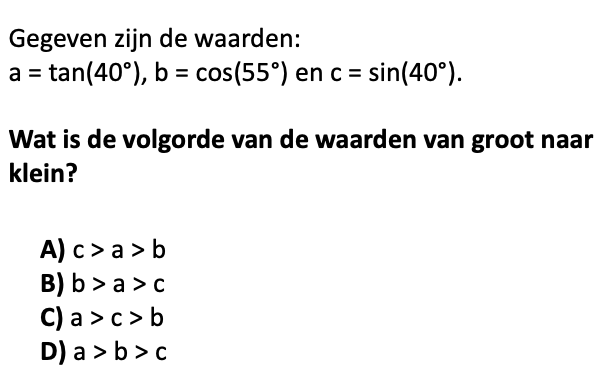 Gegeven zijn de waarden:
a = tan(40°), b = cos(55°) en c = sin(40°).
Wat is de volgorde van de waarden van groot naar
klein?
A) c > a > b
B) b > a > c
C) a > c > b
D) a > b > c